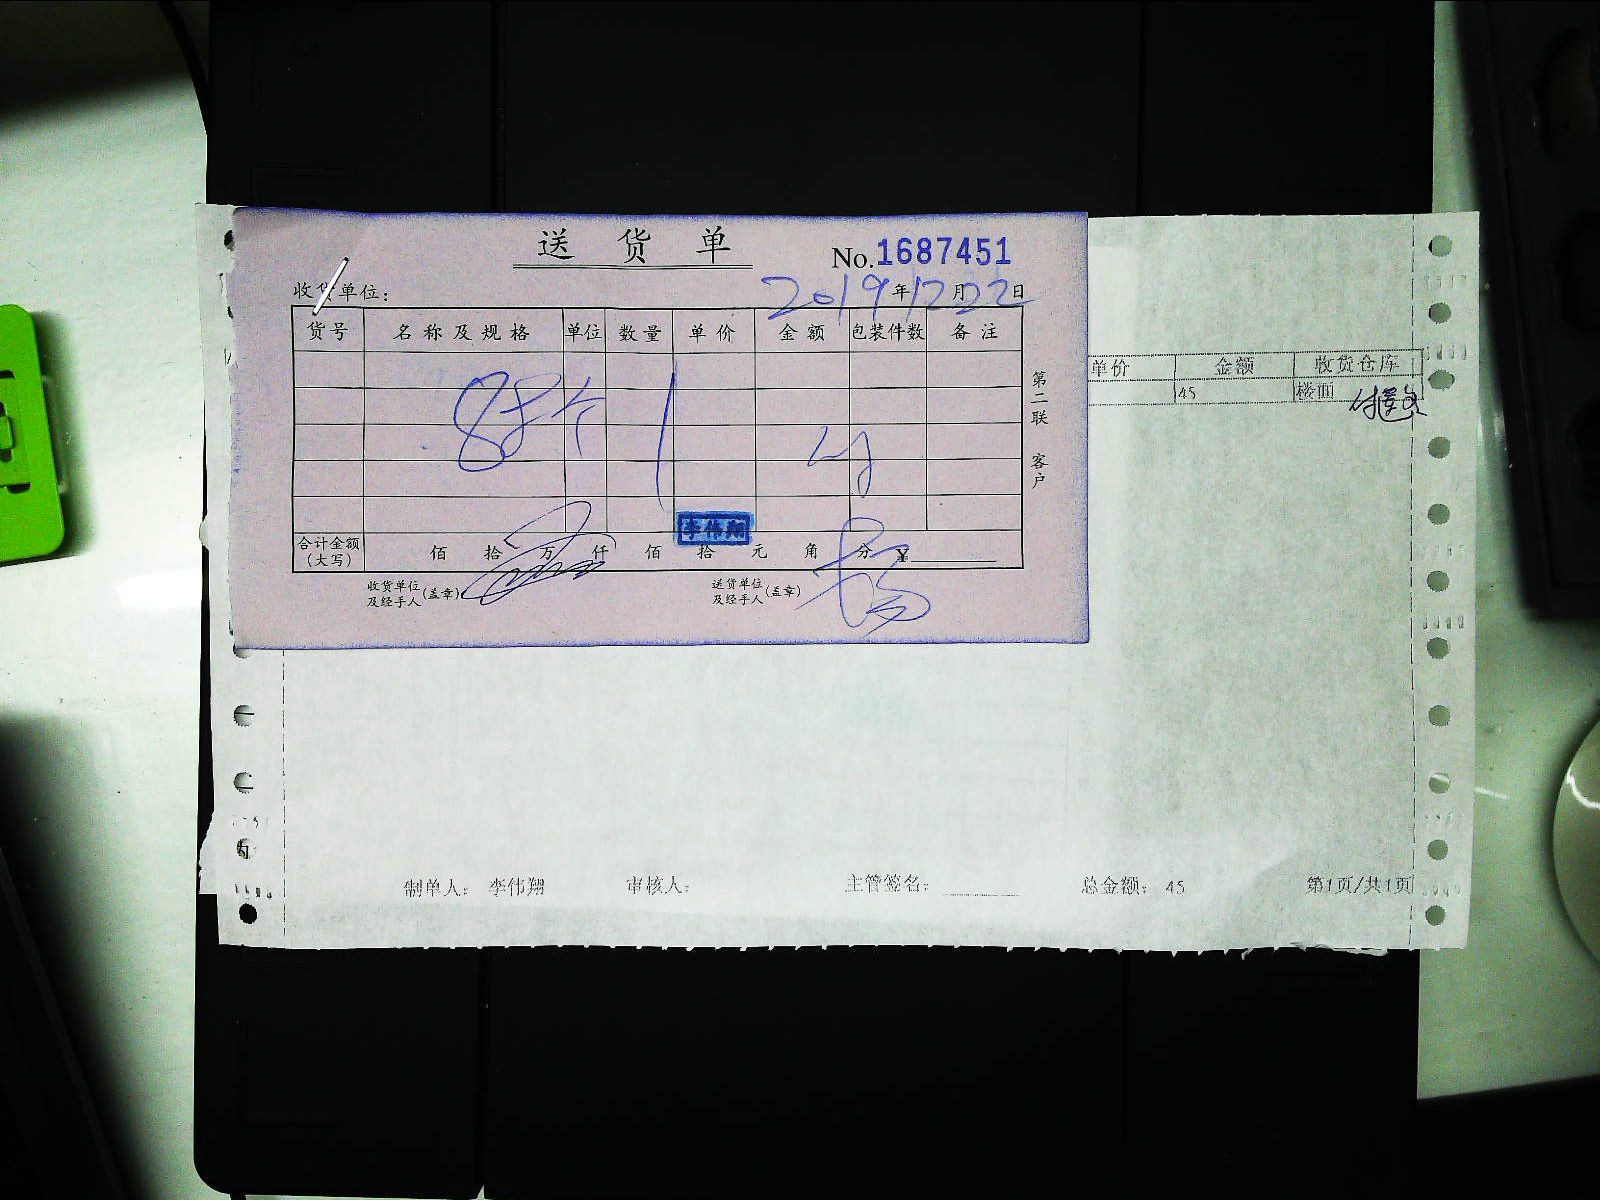 送货单
No.1687451
收货单位：
2019年12月22日
货号 名称及规格 单位 数量 单价 金额 包装件数 备注
单价 金额 收货仓库
45 楼面
第二联 客户
李伟翔
合计金额（大写） 佰 拾 万 仟 佰 拾 元 角 分 ¥
收货单位及经手人(盖章) 送货单位及经手人(盖章)
制单人: 李伟翔 审核人: 主管签名: 总金额: 45 第1页/共1页